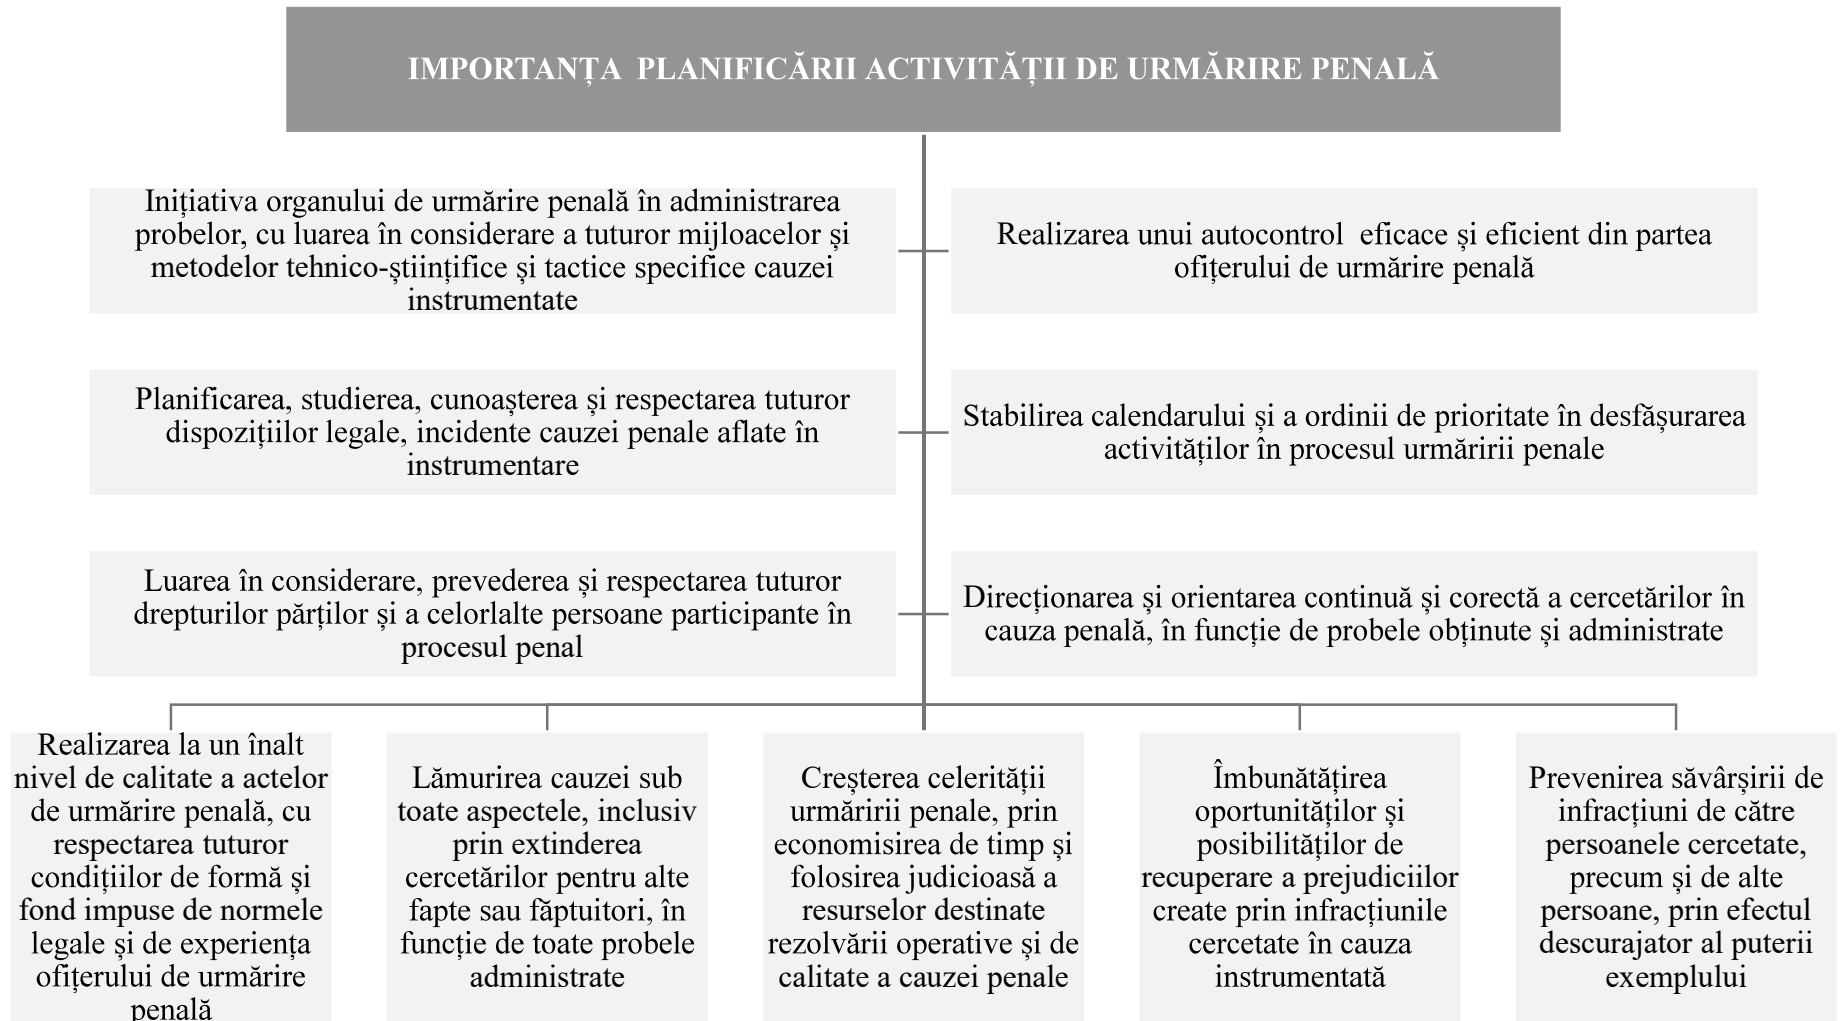 IMPORTANȚA  PLANIFICĂRII ACTIVITĂȚII DE URMĂRIRE PENALĂ
Inițiativa organului de urmărire penală în administrarea
probelor, cu luarea în considerare a tuturor mijloacelor și
metodelor tehnico-științifice și tactice specifice cauzei
instrumentate
Realizarea unui autocontrol  eficace și eficient din partea
ofițerului de urmărire penală
Planificarea, studierea, cunoașterea și respectarea tuturor
dispozițiilor legale, incidente cauzei penale aflate în
instrumentare
Stabilirea calendarului și a ordinii de prioritate în desfășurarea
activităților în procesul urmăririi penale
Luarea în considerare, prevederea și respectarea tuturor
drepturilor părților și a celorlalte persoane participante în
procesul penal
Direcționarea și orientarea continuă și corectă a cercetărilor în
cauza penală, în funcție de probele obținute și administrate
Realizarea la un înalt
nivel de calitate a actelor
de urmărire penală, cu
respectarea tuturor
condițiilor de formă și
fond impuse de normele
legale și de experiența
ofițerului de urmărire
penală
Lămurirea cauzei sub
toate aspectele, inclusiv
prin extinderea
cercetărilor pentru alte
fapte sau făptuitori, în
funcție de toate probele
administrate
Creșterea celerității
urmăririi penale, prin
economisirea de timp și
folosirea judicioasă a
resurselor destinate
rezolvării operative și de
calitate a cauzei penale
Îmbunătățirea
oportunităților și
posibilităților de
recuperare a prejudiciilor
create prin infracțiunile
cercetate în cauza
instrumentată
Prevenirea săvârșirii de
infracțiuni de către
persoanele cercetate,
precum și de alte
persoane, prin efectul
descurajator al puterii
exemplului